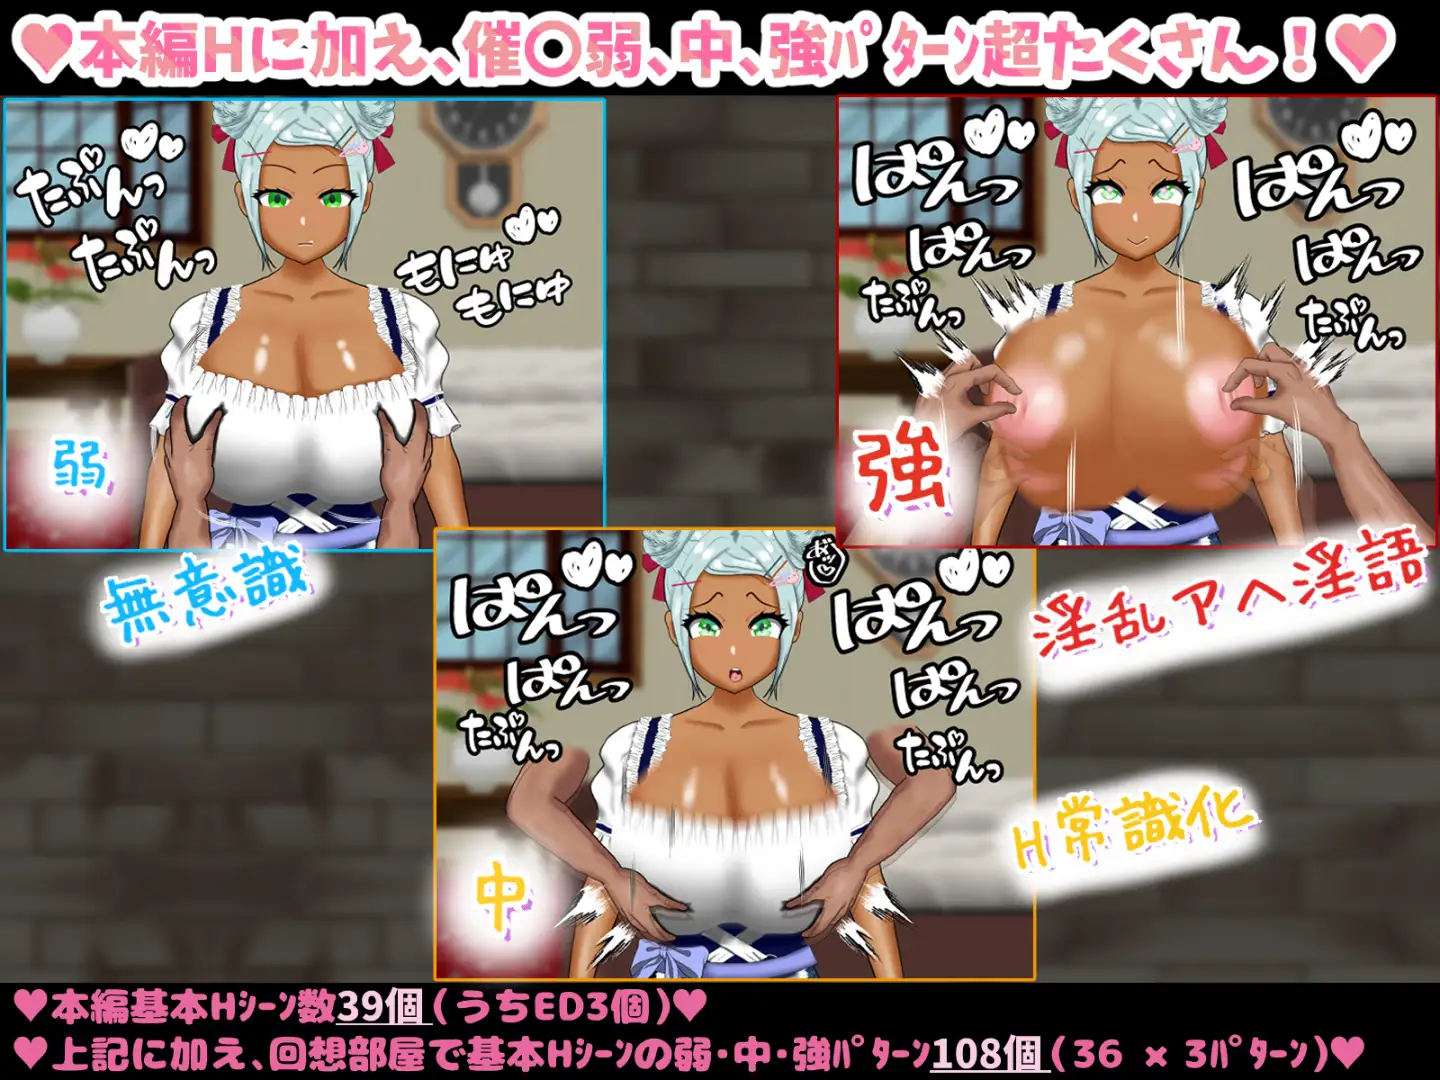 ♥本編Hに加え、催〇弱、中、強ﾊﾟﾀｰﾝ超たくさん！♥
たぷんっ
たぷんっ
もにゅ
もにゅ
弱
無意識
ぱんっ
ぱんっ
たぷんっ
ぱんっ
ぱんっ
たぷんっ
強
淫乱アヘ淫語
あッ♡
ぱんっ
ぱんっ
たぷんっ
ぱんっ
ぱんっ
たぷんっ
中
H常識化
♥本編基本Hｼｰﾝ数39個(うちED3個)♥
♥上記に加え、回想部屋で基本Hｼｰﾝの弱･中･強ﾊﾟﾀｰﾝ108個(36 × 3ﾊﾟﾀｰﾝ)♥